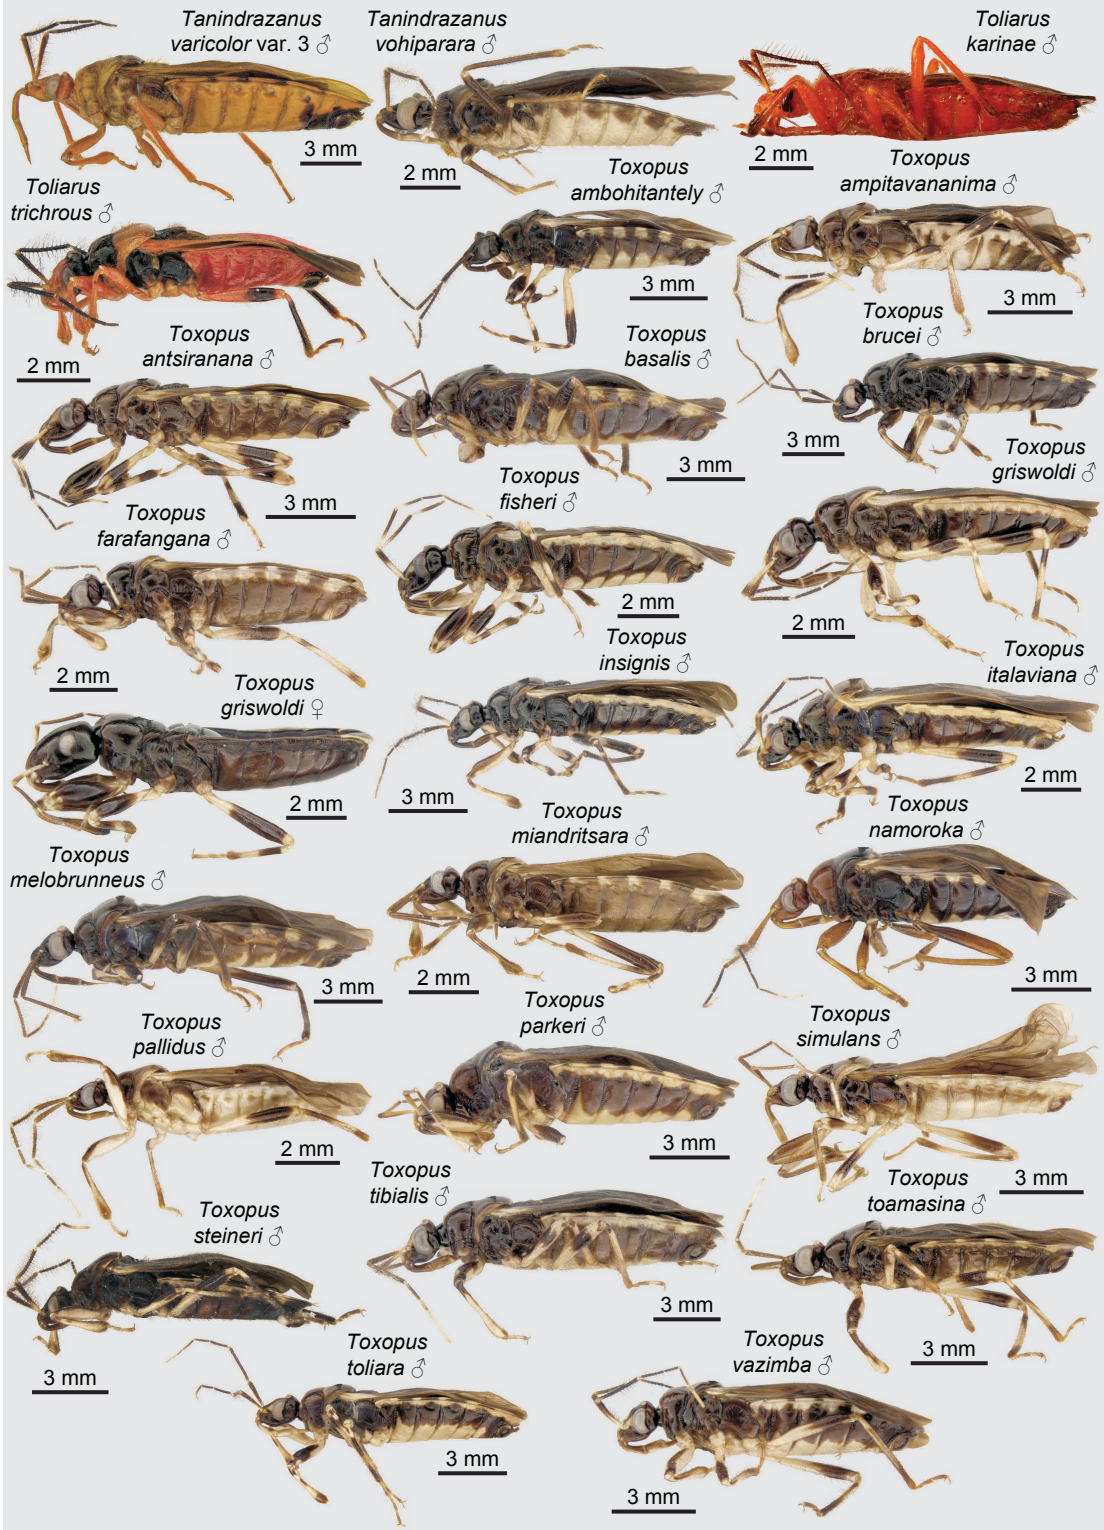 Tanindrazanus
varicolor var. 3 ♂
3 mm
Tanindrazanus
vohiparara ♂
2 mm
Toliarus
karinae ♂
2 mm
Toliarus
trichrous ♂
2 mm
Toxopus
ambohitantely ♂
3 mm
Toxopus
ampitavananima ♂
3 mm
Toxopus
antsiranana ♂
3 mm
Toxopus
basalis ♂
3 mm
Toxopus
brucei ♂
3 mm
Toxopus
farafangana ♂
2 mm
Toxopus
fisheri ♂
2 mm
Toxopus
griswoldi ♂
2 mm
Toxopus
griswoldi ♀
2 mm
Toxopus
insignis ♂
3 mm
Toxopus
italaviana ♂
2 mm
Toxopus
melobrunneus ♂
3 mm
Toxopus
miandritsara ♂
2 mm
Toxopus
namoroka ♂
3 mm
Toxopus
pallidus ♂
2 mm
Toxopus
parkeri ♂
3 mm
Toxopus
simulans ♂
3 mm
Toxopus
steineri ♂
3 mm
Toxopus
tibialis ♂
3 mm
Toxopus
toamasina ♂
3 mm
Toxopus
toliara ♂
3 mm
Toxopus
vazimba ♂
3 mm